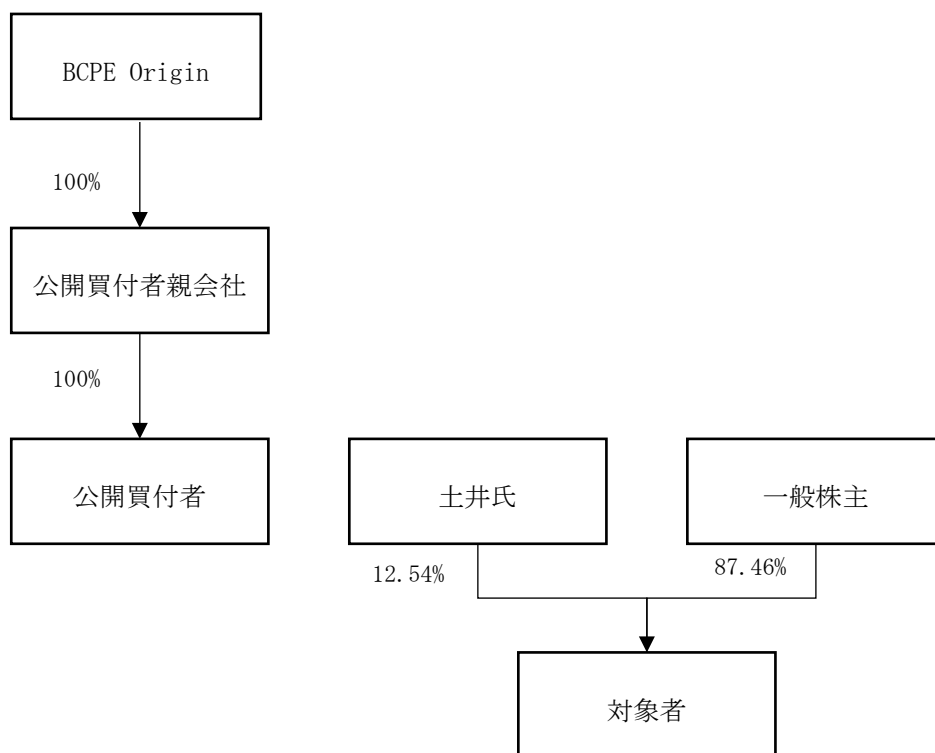 BCPE Origin
100%
公開買付者親会社
100%
公開買付者
土井氏
一般株主
12.54%
87.46%
対象者